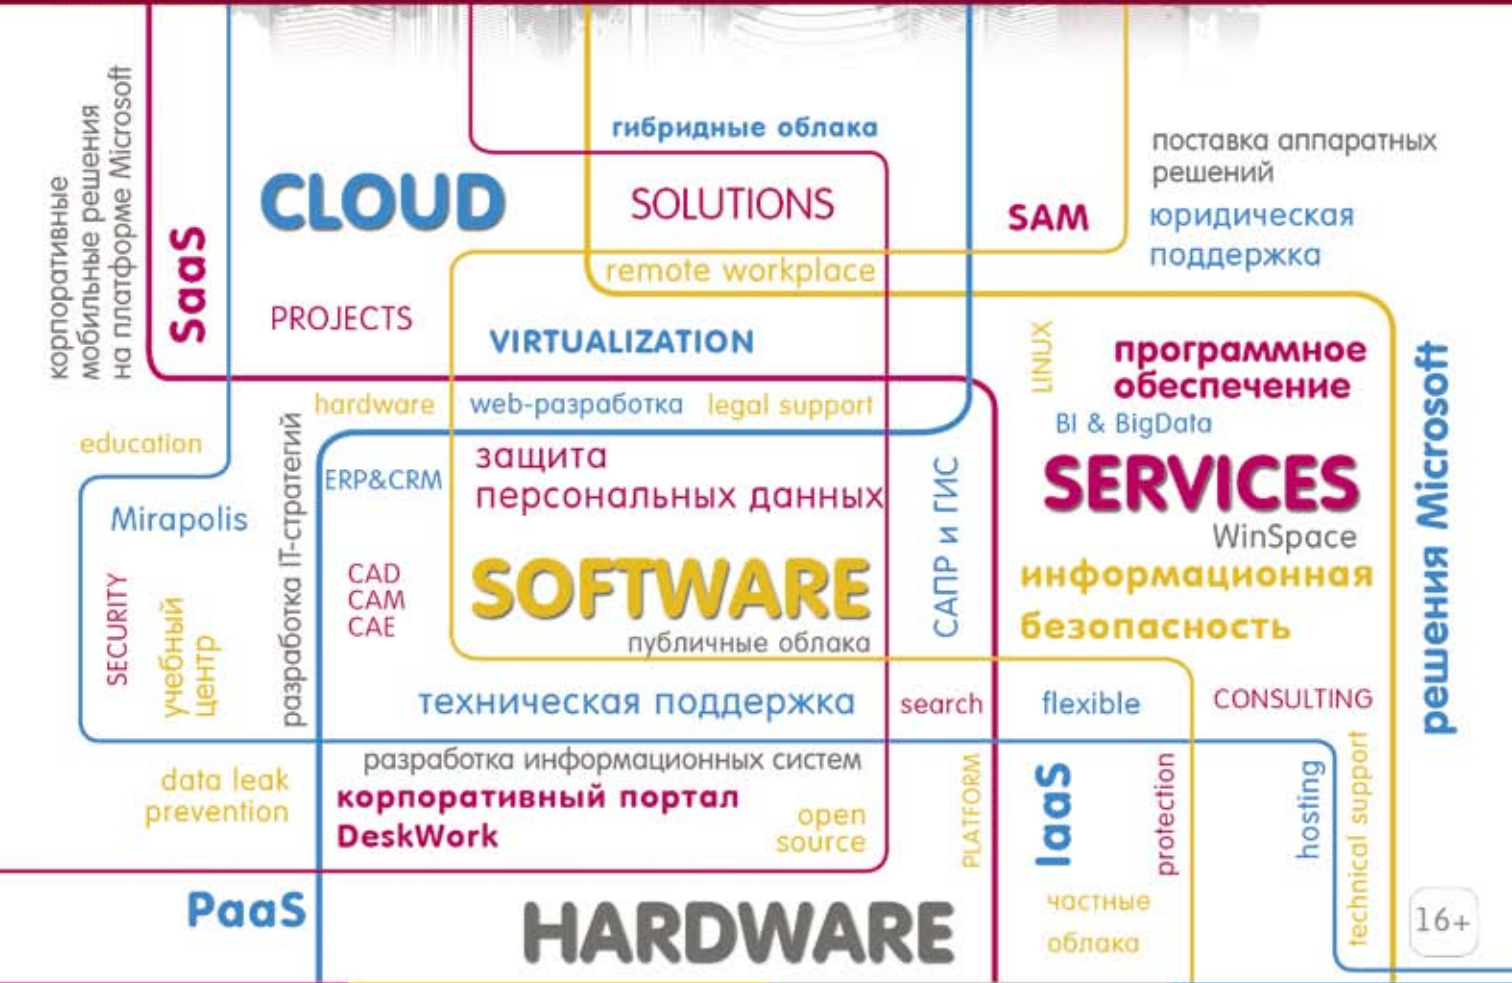 корпоративные
мобильные решения
на платформе Microsoft
SaaS
CLOUD
PROJECTS
гибридные облака
SOLUTIONS
remote workplace
VIRTUALIZATION
SAM
поставка аппаратных
решений
юридическая
поддержка
LINUX
программное
обеспечение
BI & BigData
SERVICES
WinSpace
информационная
безопасность
решения Microsoft
hardware
web-разработка
legal support
education
Mirapolis
SECURITY
учебный
центр
разработка IT-стратегий
ERP&CRM
защита
персональных данных
CAD
CAM
CAE
SOFTWARE
публичные облака
САПР и ГИС
техническая поддержка
search
flexible
CONSULTING
разработка информационных систем
корпоративный портал
DeskWork
data leak
prevention
open
source
PLATFORM
IaaS
protection
hosting
technical support
PaaS
HARDWARE
частные
облака
16+